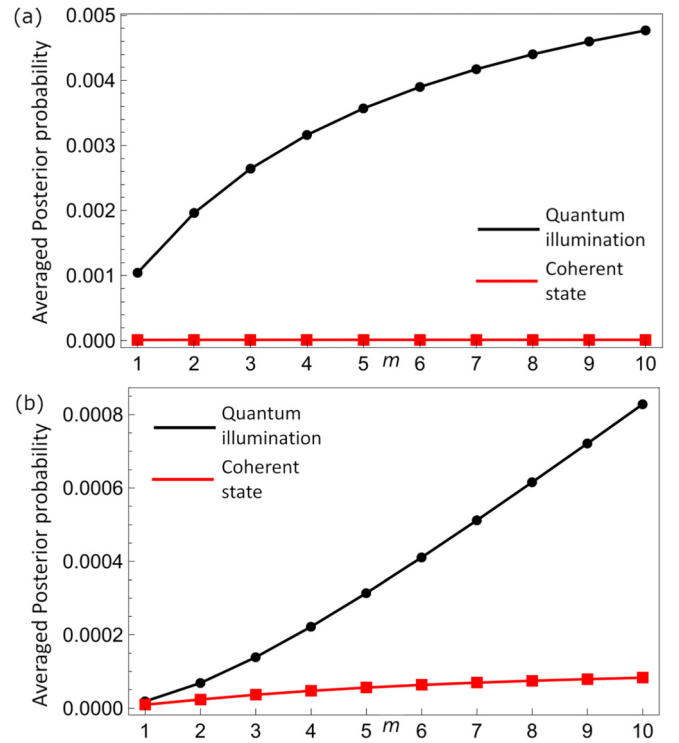 (a)
Averaged Posterior probability
0.005
0.004
0.003
0.002
0.001
0.000
Quantum
illumination
Coherent
state
1 2 3 4 5 m 6 7 8 9 10
(b)
Averaged Posterior probability
0.0008
0.0006
0.0004
0.0002
0.0000
Quantum
illumination
Coherent
state
1 2 3 4 5 m 6 7 8 9 10